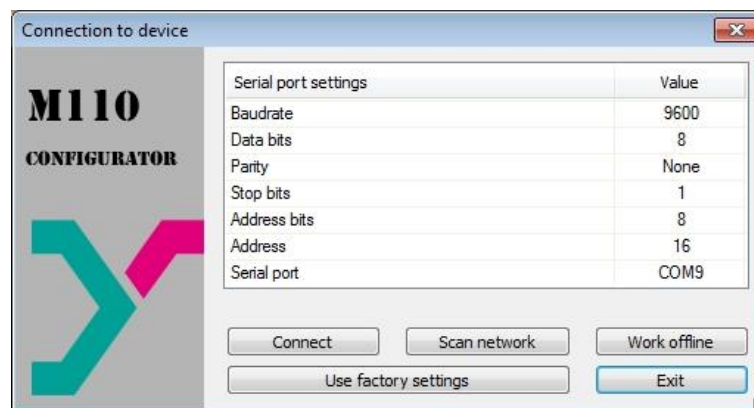 Connection to device
M110
CONFIGURATOR
Serial port settings Value
Baudrate 9600
Data bits 8
Parity None
Stop bits 1
Address bits 8
Address 16
Serial port COM9
Connect Scan network Work offline
Use factory settings Exit